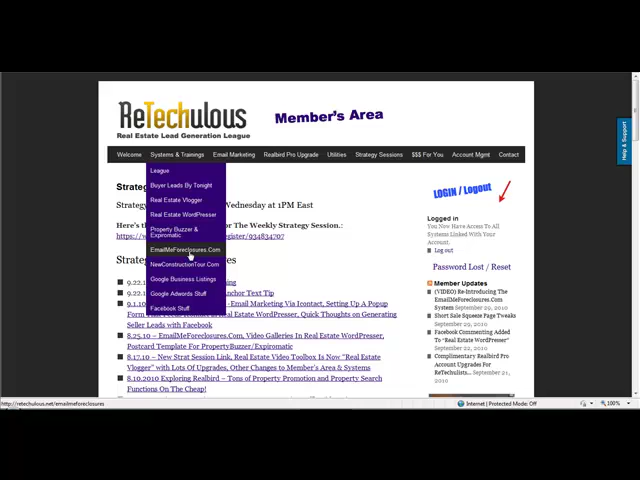 ReTechulous
Real Estate Lead Generation League
Member's Area
Help & Support
Welcome Systems & Trainings Email Marketing Realbird Pro Upgrade Utilities Strategy Sessions $$$ For You Account Mgmt Contact
League
Buyer Leads By Tonight
Real Estate Vlogger
Real Estate WordPresser
Property Buzzer &
Expiromatic
EmailMeForeclosures.Com
NewConstructionTour.Com
Google Business Listings
Google Adwords Stuff
Facebook Stuff
Strateg
Strategy Wednesday at 1PM East
Here's th or The Weekly Strategy Session.:
https://w egister/934834707
Strateg ves
9.22.1 ning
9.22.1 nchor Text Tip
9.1.10 – Email Marketing Via Icontact, Setting Up A Popup
Form Real Estate WordPresser, Quick Thoughts on Generating
Seller Leads with Facebook
8.25.10 – EmailMeForeclosures.Com, Video Galleries In Real Estate WordPresser,
Postcard Template For PropertyBuzzer/Expiromatic
8.17.10 – New Strat Session Link, Real Estate Video Toolbox Is Now "Real Estate
Vlogger" with Lots Of Upgrades, Other Changes to Member's Area & Systems
8.10.2010 Exploring Realbird – Tons of Property Promotion and Property Search
Functions On The Cheap!
LOGIN / Logout
Logged in
You Now Have Access To All
Systems Linked With Your
Account.
Log out
Password Lost / Reset
Member Updates
(VIDEO) Re-Introducing The
EmailMeForeclosures.Com
System September 29, 2010
Short Sale Squeeze Page Tweaks
September 29, 2010
Facebook Commenting Added
To "Real Estate WordPresser"
September 22, 2010
Complimentary Realbird Pro
Account Upgrades For
ReTechulists… September 21,
2010
http://retechulous.net/emailmeforeclosures
Internet | Protected Mode: Off
100%